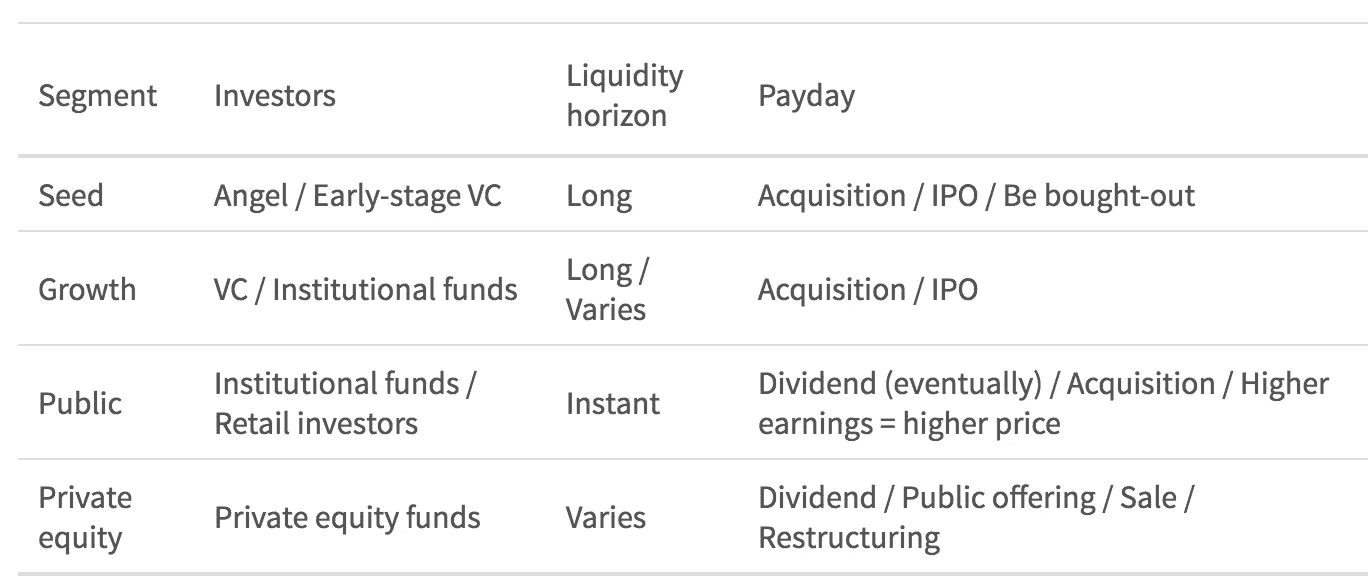 Segment Investors Liquidity horizon Payday
Seed Angel / Early-stage VC Long Acquisition / IPO / Be bought-out
Growth VC / Institutional funds Long / Varies Acquisition / IPO
Public Institutional funds / Retail investors Instant Dividend (eventually) / Acquisition / Higher earnings = higher price
Private equity Private equity funds Varies Dividend / Public offering / Sale / Restructuring